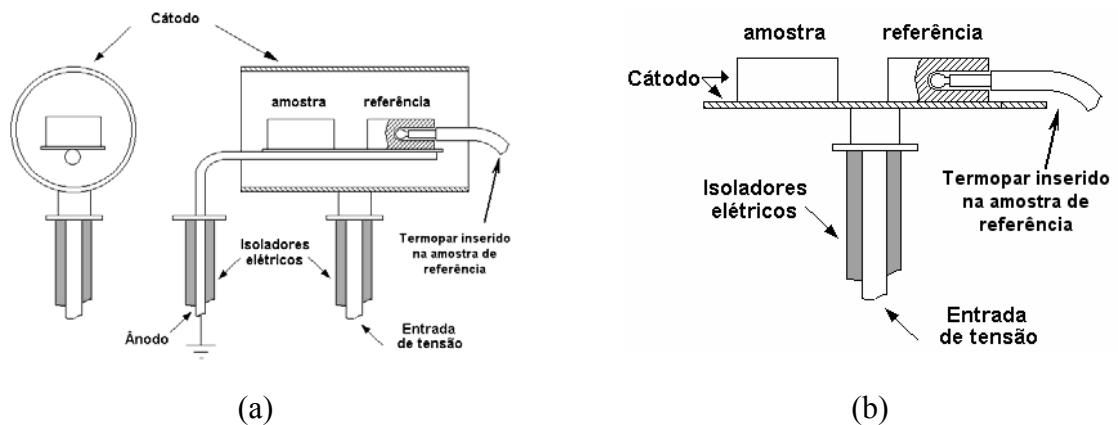 Cátodo
amostra
referência
Isoladores
elétricos
Termopar inserido
na amostra de
referência
Ânodo
Entrada
de tensão
(a)
amostra
referência
Cátodo
Isoladores
elétricos
Termopar inserido
na amostra de
referência
Entrada
de tensão
(b)